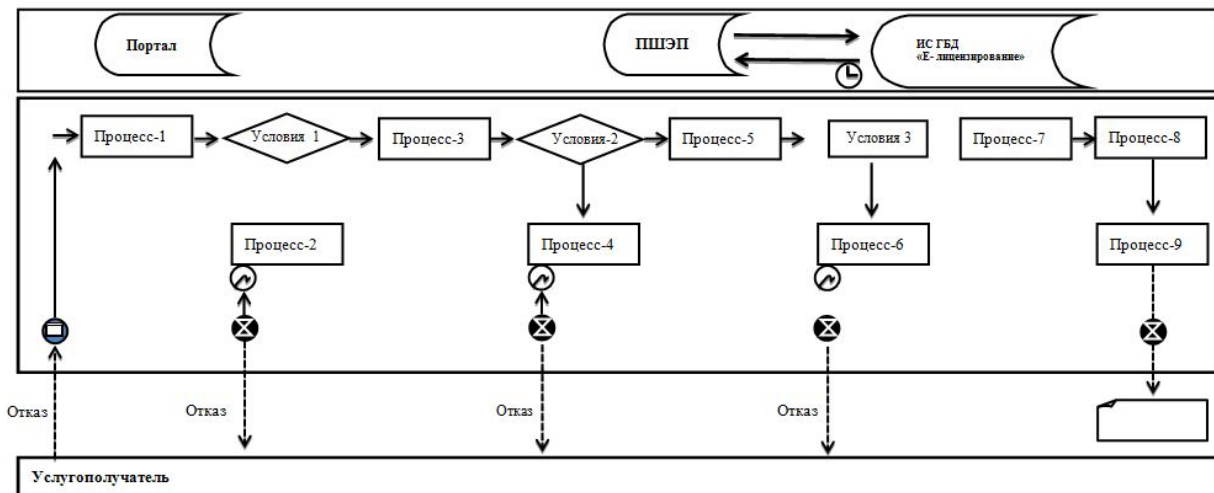 Портал
ПШЭП
ИС ГБД
«Е- лицензирование»
Процесс-1
Условия 1
Процесс-3
Условия-2
Процесс-5
Условия 3
Процесс-7
Процесс-8
Процесс-2
Процесс-4
Процесс-6
Процесс-9
Отказ
Отказ
Отказ
Отказ
Услугополучатель